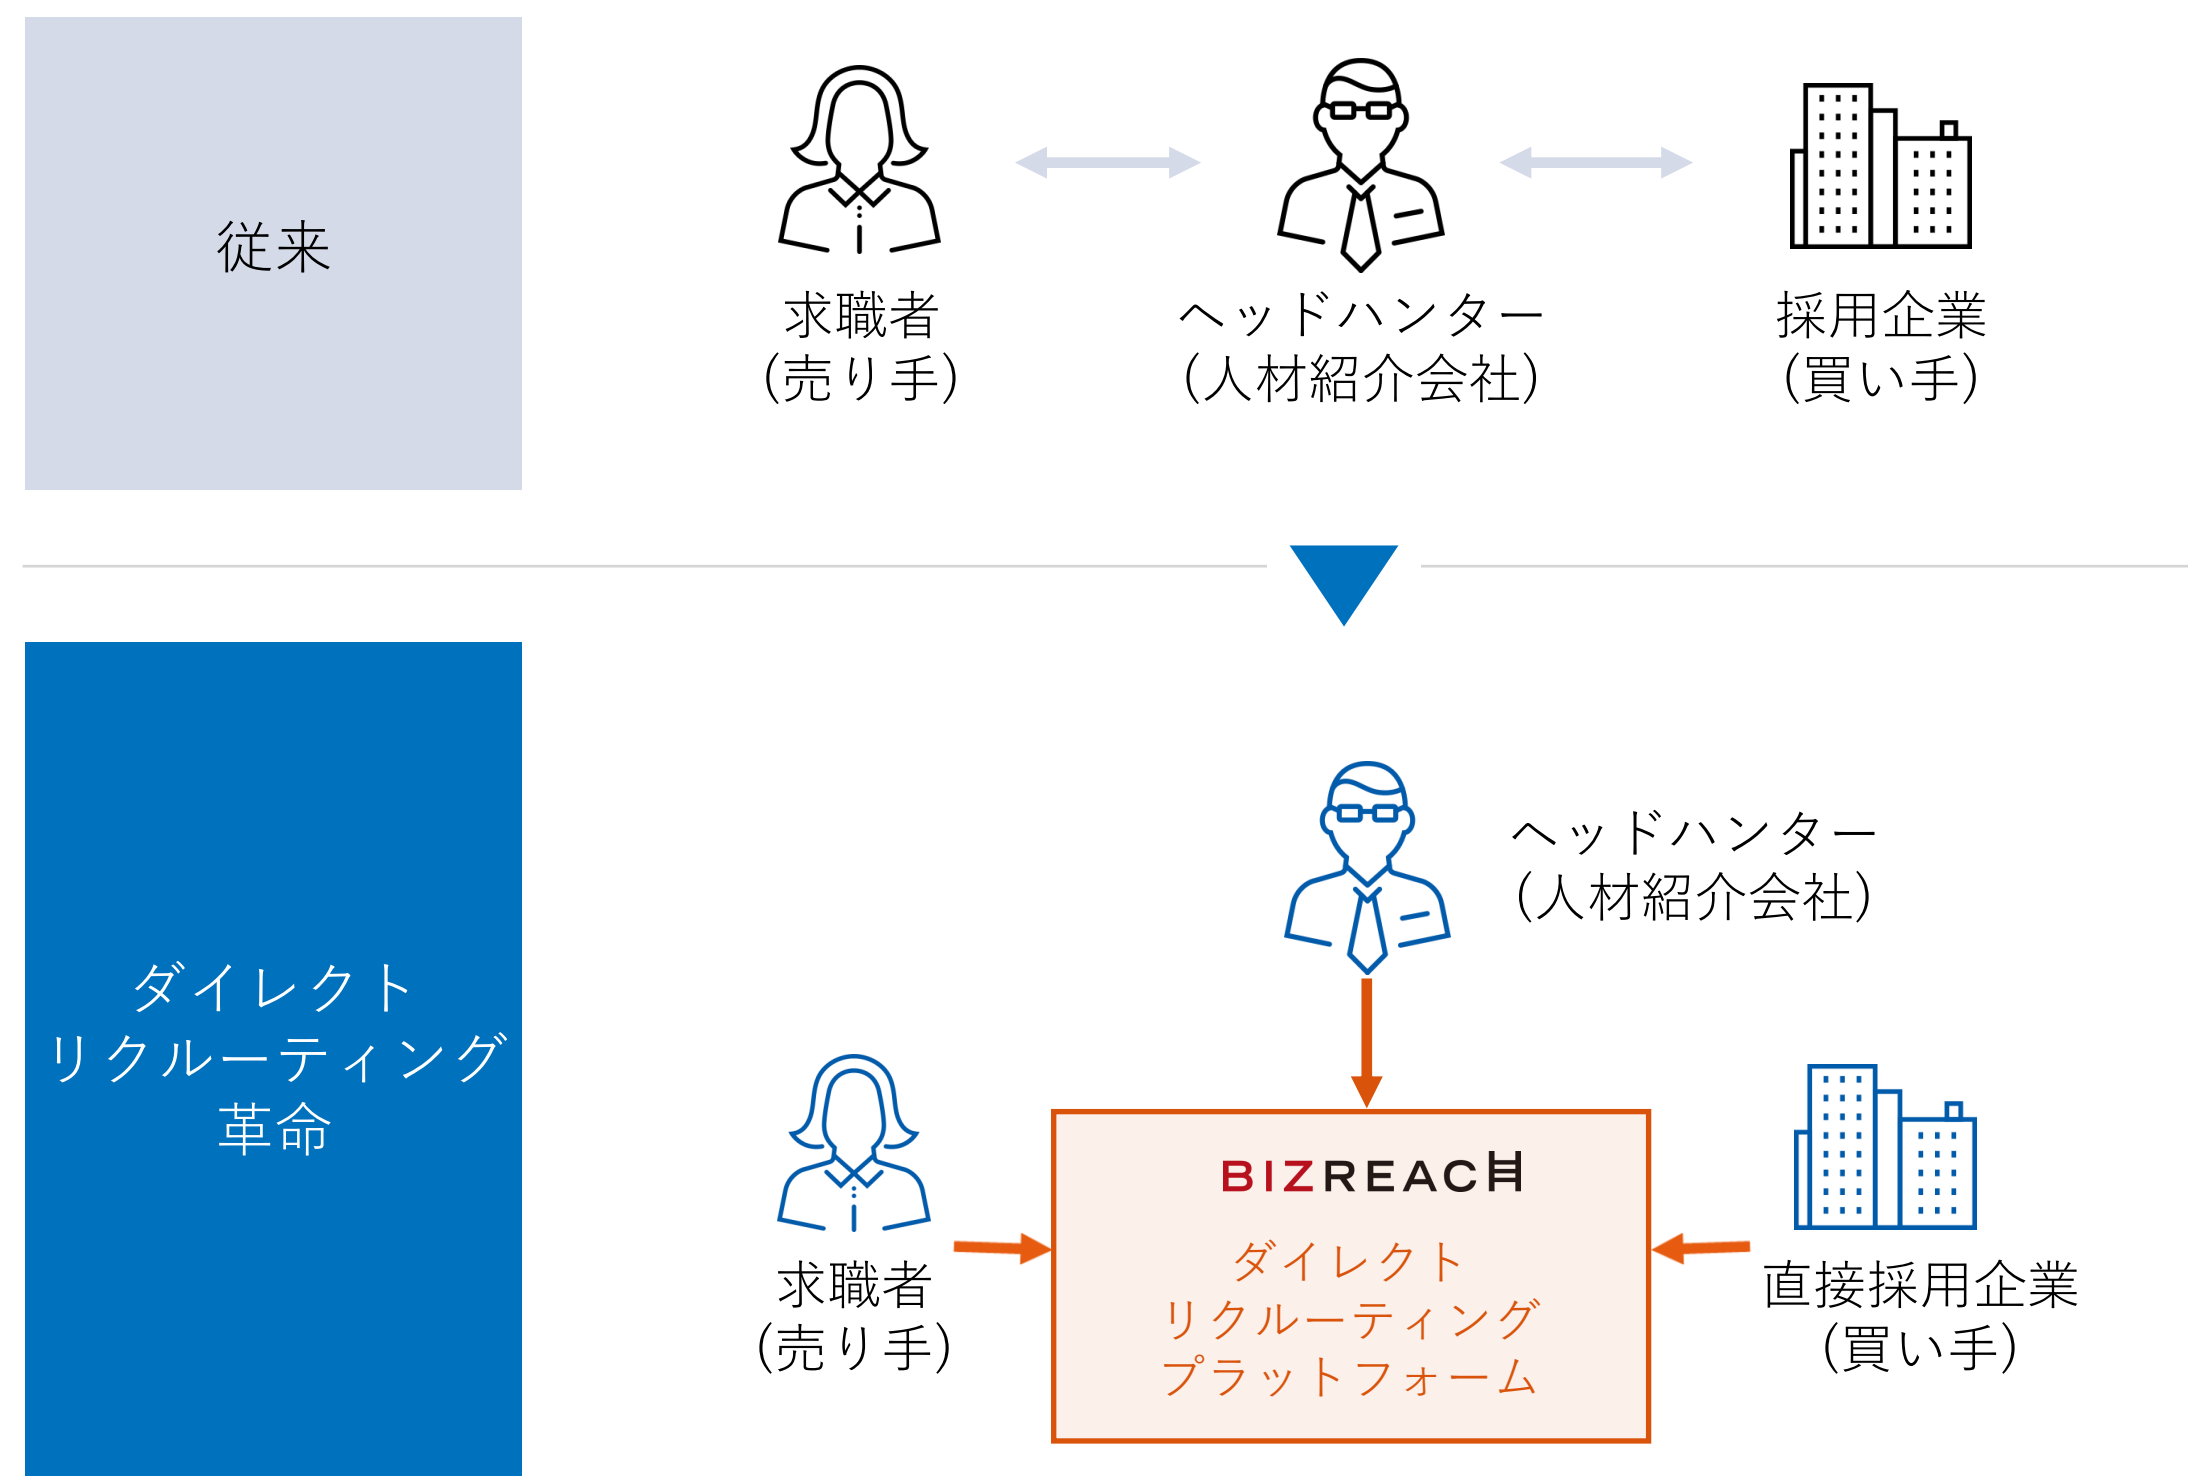 従来
求職者
(売り手)
ヘッドハンター
(人材紹介会社)
採用企業
(買い手)
ダイレクト
リクルーティング
革命
ヘッドハンター
(人材紹介会社)
求職者
(売り手)
BIZREACH
ダイレクト
リクルーティング
プラットフォーム
直接採用企業
(買い手)